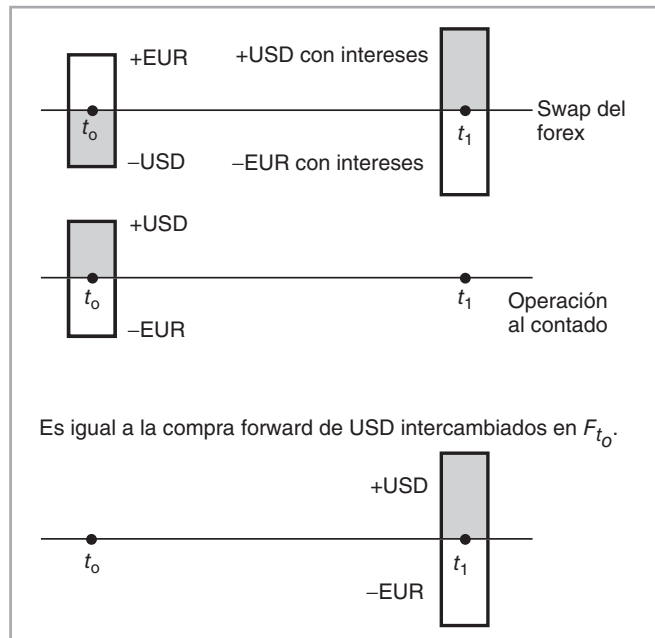 +EUR
+USD con intereses
t₀
t₁
Swap del
forex
−USD
−EUR con intereses
+USD
t₀
t₁
Operación
al contado
−EUR
Es igual a la compra forward de USD intercambiados en Fₜ₀.
+USD
t₀
t₁
−EUR